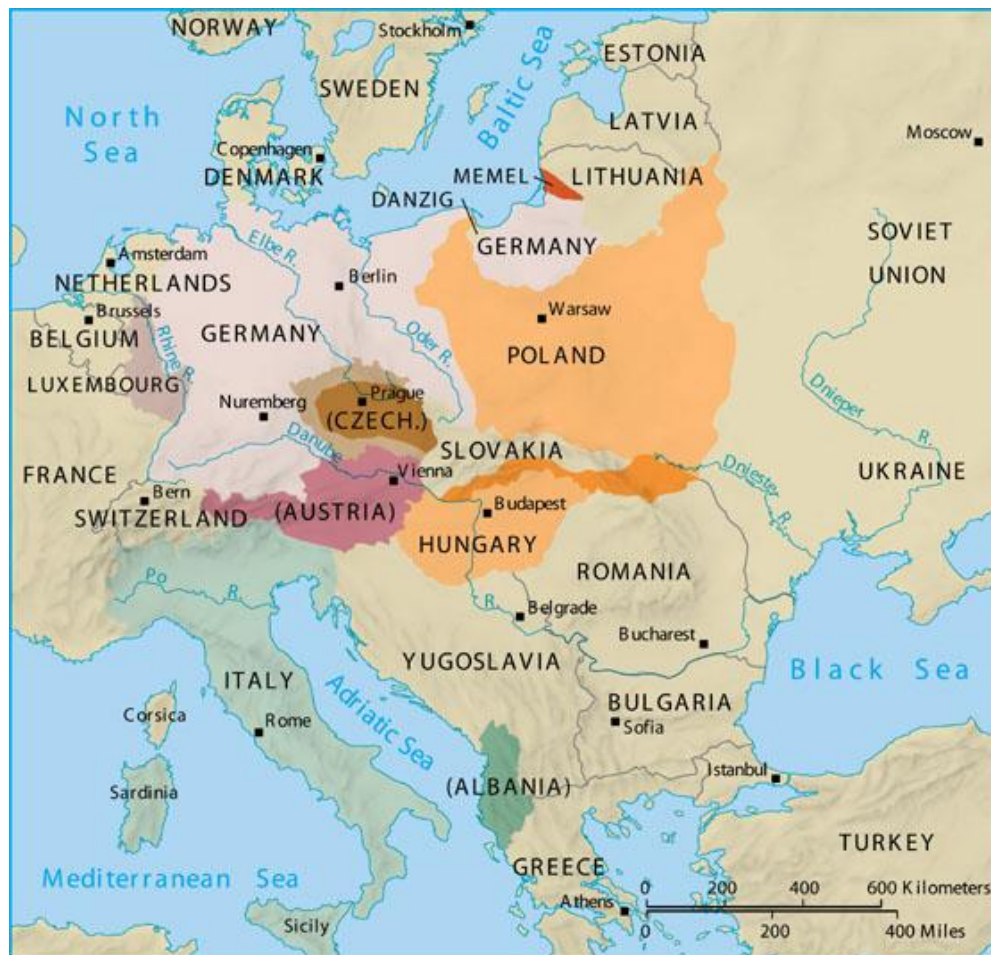 NORWAY
Stockholm
ESTONIA
SWEDEN
Baltic Sea
North
Sea
LATVIA
Moscow
Copenhagen
DENMARK
MEMEL
LITHUANIA
DANZIG
SOVIET
UNION
Elbe R.
GERMANY
Amsterdam
NETHERLANDS
Berlin
Warsaw
Brussels
BELGIUM
Rhine R.
GERMANY
Oder R.
POLAND
LUXEMBOURG
Prague
(CZECH.)
Nuremberg
Dnieper
R.
Danube
SLOVAKIA
FRANCE
Vienna
Dniester
R.
UKRAINE
Bern
SWITZERLAND
(AUSTRIA)
Budapest
HUNGARY
Po
R.
ROMANIA
R.
Belgrade
Bucharest
YUGOSLAVIA
Black Sea
ITALY
Adriatic Sea
BULGARIA
Sofia
Corsica
Rome
Istanbul
Sardinia
(ALBANIA)
TURKEY
GREECE
Mediterranean Sea
0 200 400 600 Kilometers
Athens
0 200 400 Miles
Sicily